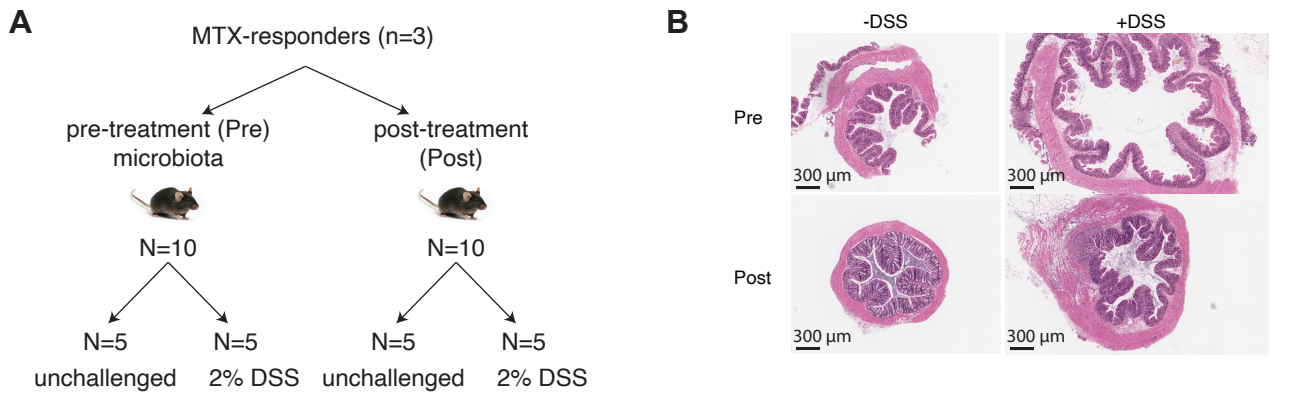 A
MTX-responders (n=3)
pre-treatment (Pre)
microbiota
post-treatment
(Post)
N=10
N=10
N=5
N=5
N=5
N=5
unchallenged
2% DSS
unchallenged
2% DSS
B
-DSS
+DSS
Pre
300 µm
300 µm
Post
300 µm
300 µm